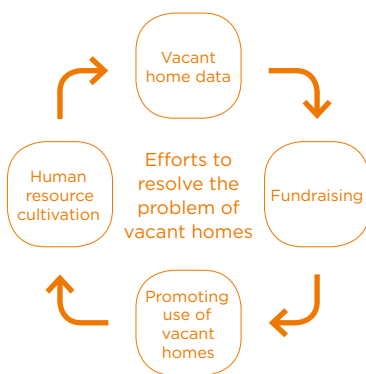 Vacant
home data
Human
resource
cultivation
Efforts to
resolve the
problem of
vacant homes
Fundraising
Promoting
use of
vacant
homes